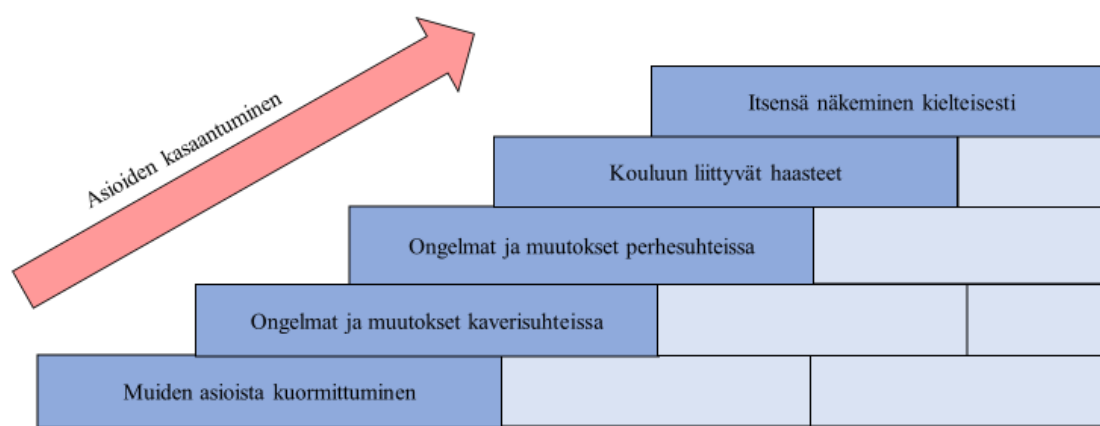 Asioiden kasaantuminen
Itsensä näkeminen kielteisesti
Kouluun liittyvät haasteet
Ongelmat ja muutokset perhesuhteissa
Ongelmat ja muutokset kaverisuhteissa
Muiden asioista kuormittuminen